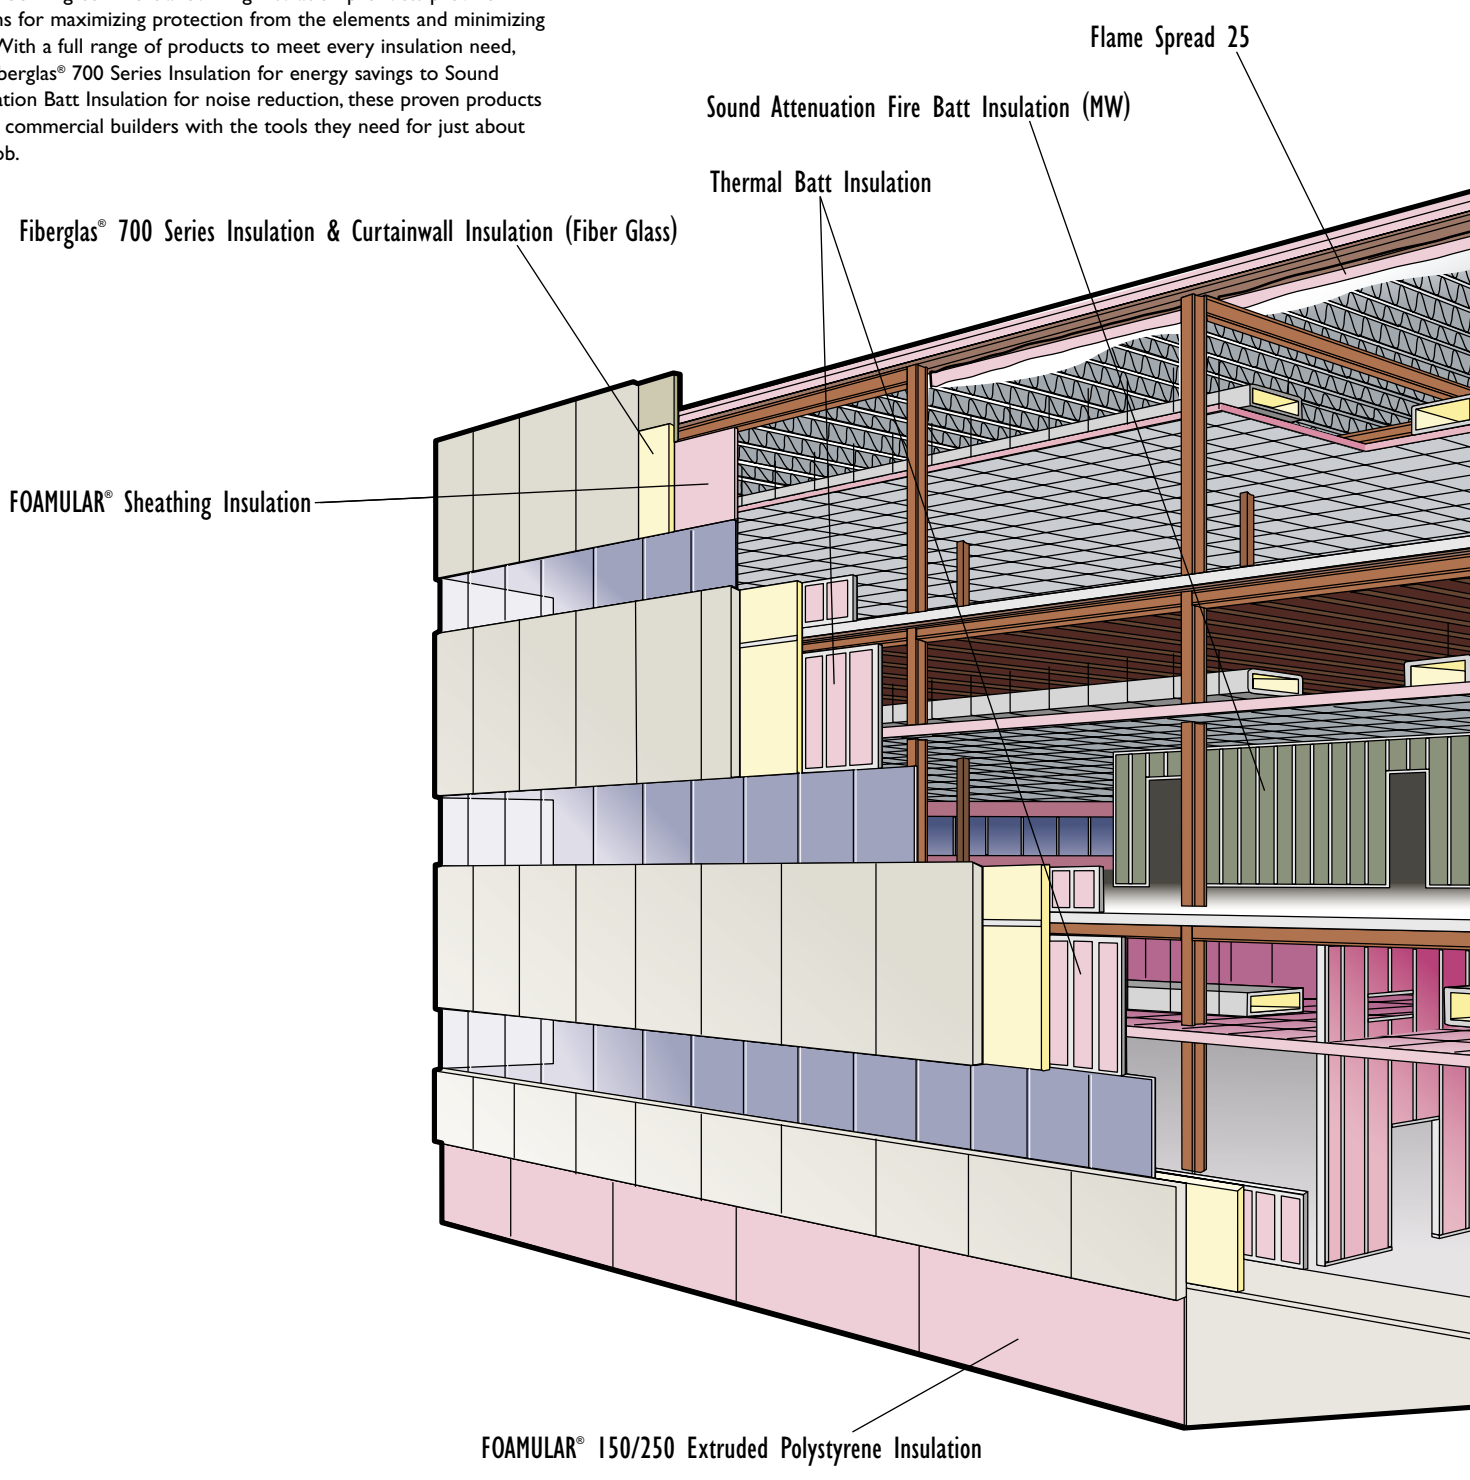 for maximizing protection from the elements and minimizing
With a full range of products to meet every insulation need,
700 Series Insulation for energy savings to Sound
Batt Insulation for noise reduction, these proven products
commercial builders with the tools they need for just about
Flame Spread 25
Sound Attenuation Fire Batt Insulation (MW)
Thermal Batt Insulation
Fiberglas® 700 Series Insulation & Curtainwall Insulation (Fiber Glass)
FOAMULAR® Sheathing Insulation
FOAMULAR® 150/250 Extruded Polystyrene Insulation